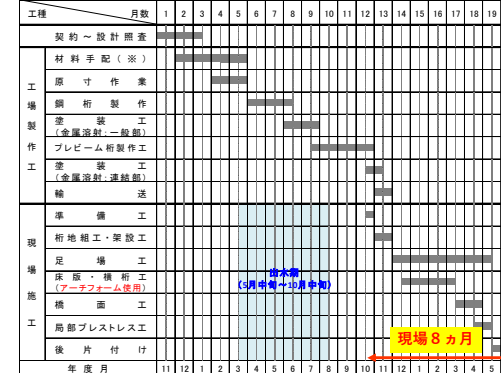 工種 月数 1 2 3 4 5 6 7 8 9 10 11 12 13 14 15 16 17 18 19
契約～設計照査
工場製作工
材料手配(※)
原寸作業
鋼桁製作
塗装工
(金属溶射:一般部)
プレビーム桁製作工
塗装工
(金属溶射:連結部)
輸送
現場施工
準備工
桁地組工・架設工
足場工
床版・横桁工
(アーチフォーム使用)
出水期
(5月中旬～10月中旬)
橋面工
局部プレストレスエ
現場8ヵ月
後片付け
年度月 11 12 1 2 3 4 5 6 7 8 9 10 11 12 1 2 3 4 5